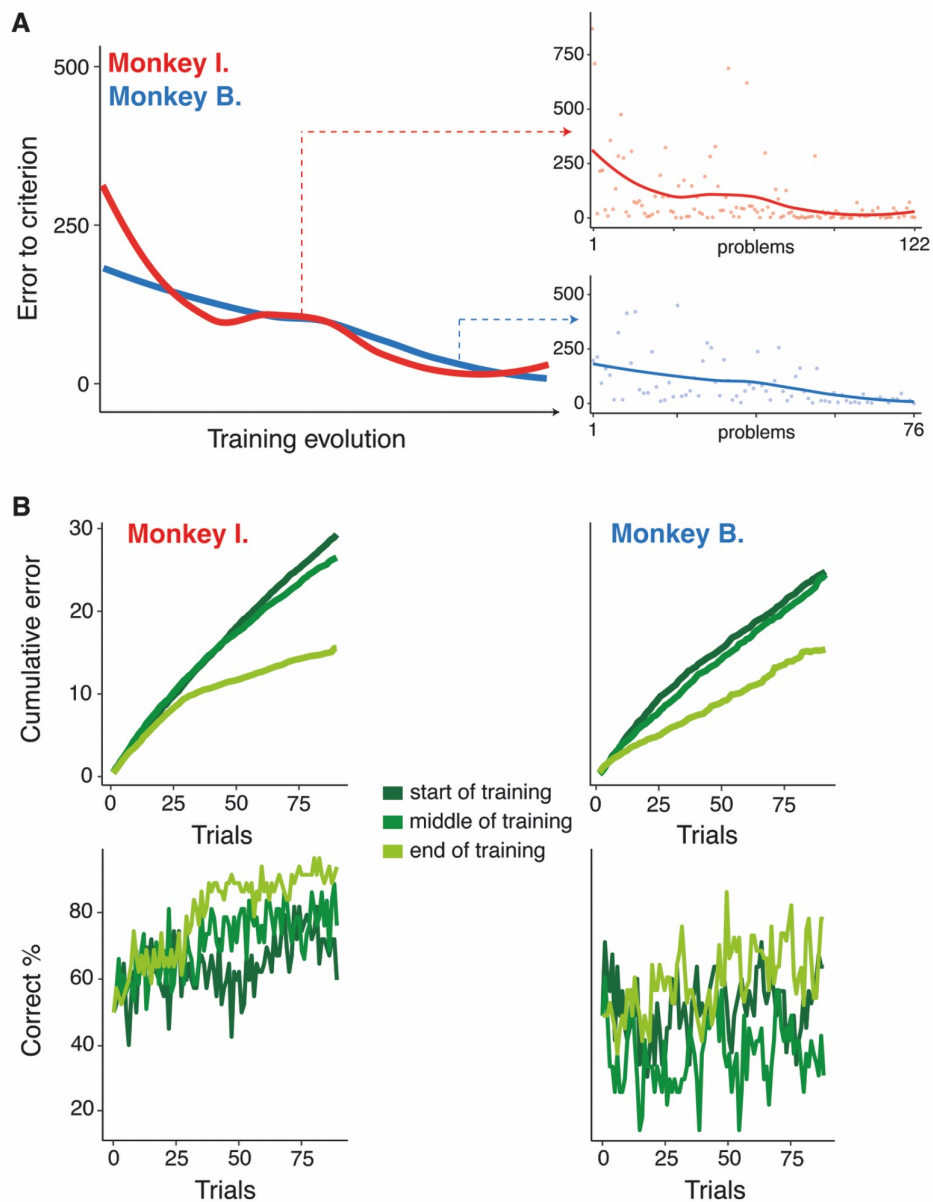 A
Monkey I.
Monkey B.
Error to criterion
500
250
0
Training evolution
750
500
250
0
1
problems
122
500
250
0
1
problems
76
B
Monkey I.
Cumulative error
30
20
10
0
0
25
50
75
Trials
Monkey B.
0
25
50
75
Trials
start of training
middle of training
end of training
Correct %
80
60
40
20
0
25
50
75
Trials
0
25
50
75
Trials